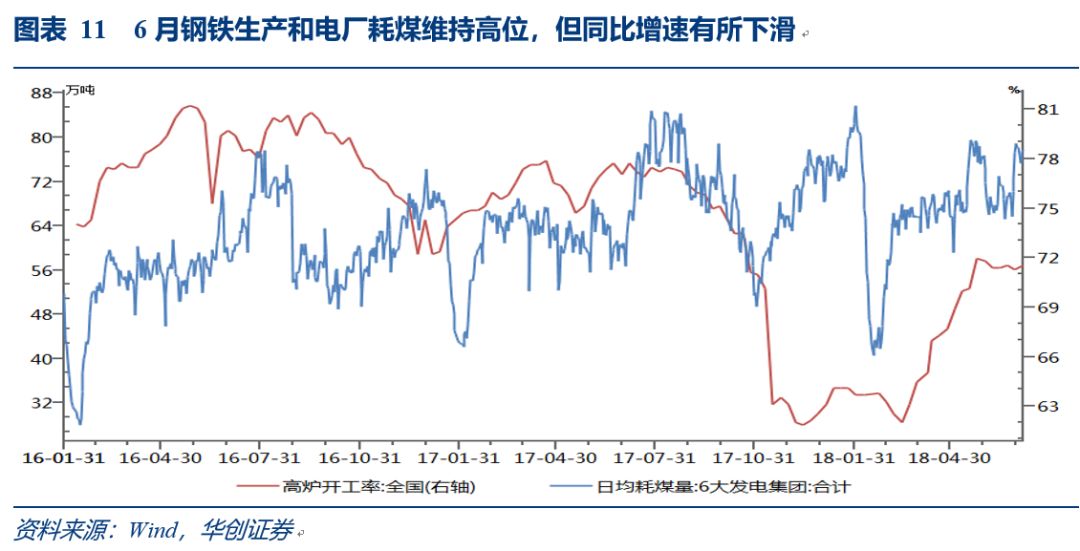 图表 11 6 月钢铁生产和电厂耗煤维持高位，但同比增速有所下滑
万吨 %
88 81
80 78
72 75
64 72
56 69
48 66
40 63
32
16-01-31 16-04-30 16-07-31 16-10-31 17-01-31 17-04-30 17-07-31 17-10-31 18-01-31 18-04-30
高炉开工率:全国(右轴) 日均耗煤量:6大发电集团:合计
资料来源：Wind，华创证券